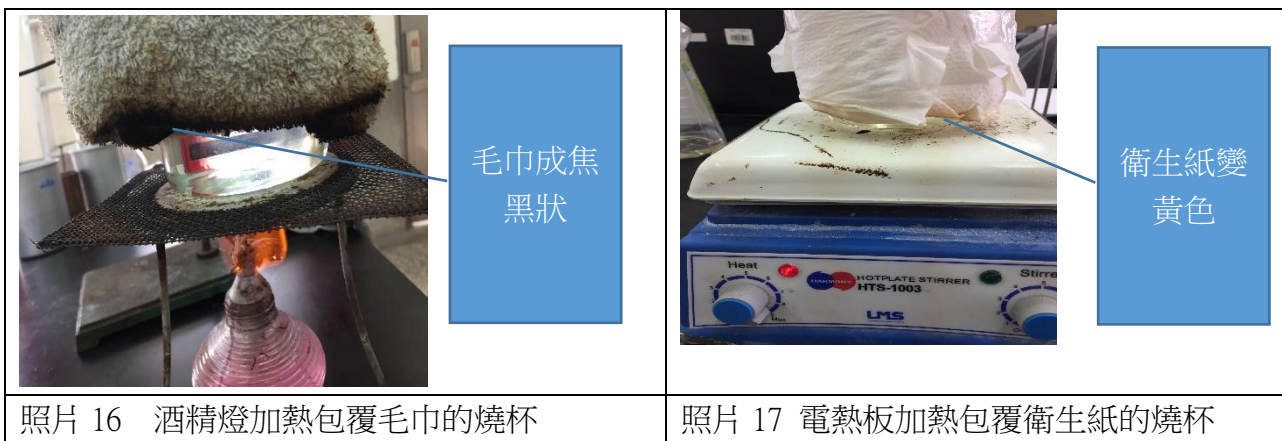 毛巾成焦
黑狀
衛生紙變
黃色
Heat
HARMONY
HOTPLATE STIRRER
HTS-1003
Stirre
LMS
照片 16 酒精燈加熱包覆毛巾的燒杯
照片 17 電熱板加熱包覆衛生紙的燒杯